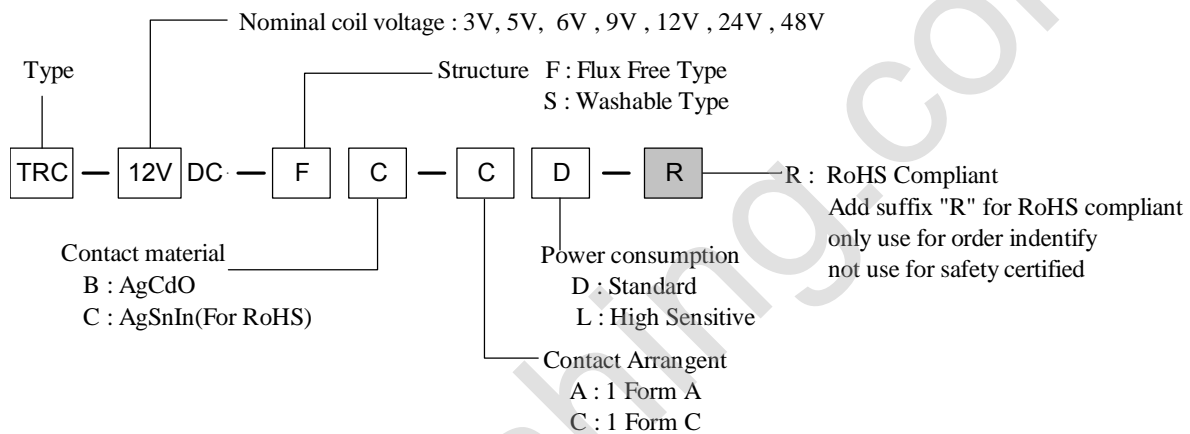 Nominal coil voltage : 3V, 5V, 6V , 9V , 12V , 24V , 48V
Type
Structure F : Flux Free Type
S : Washable Type
TRC — 12V DC — F C — C D — R
R : RoHS Compliant
Add suffix "R" for RoHS compliant
only use for order indentify
not use for safety certified
Contact material
B : AgCdO
C : AgSnIn(For RoHS)
Power consumption
D : Standard
L : High Sensitive
Contact Arrangent
A : 1 Form A
C : 1 Form C
hing.co